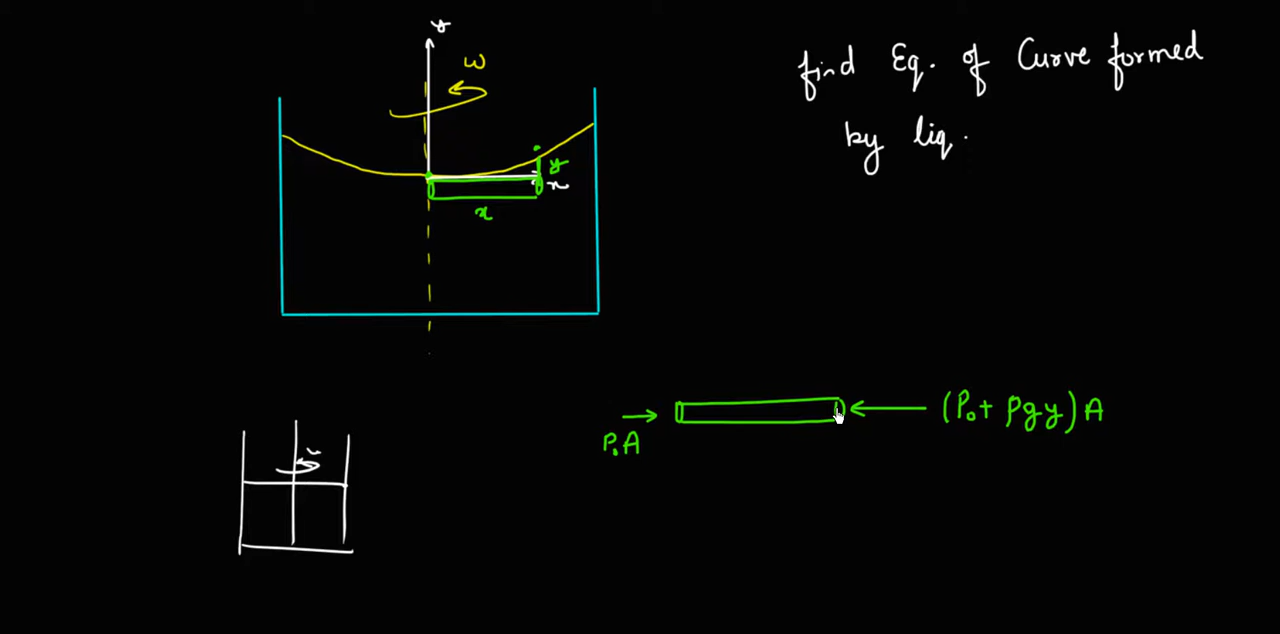 find Eq. of Curve formed
by liq.
y
ω
y
x
x
P₀A
(P₀+ ρgy)A